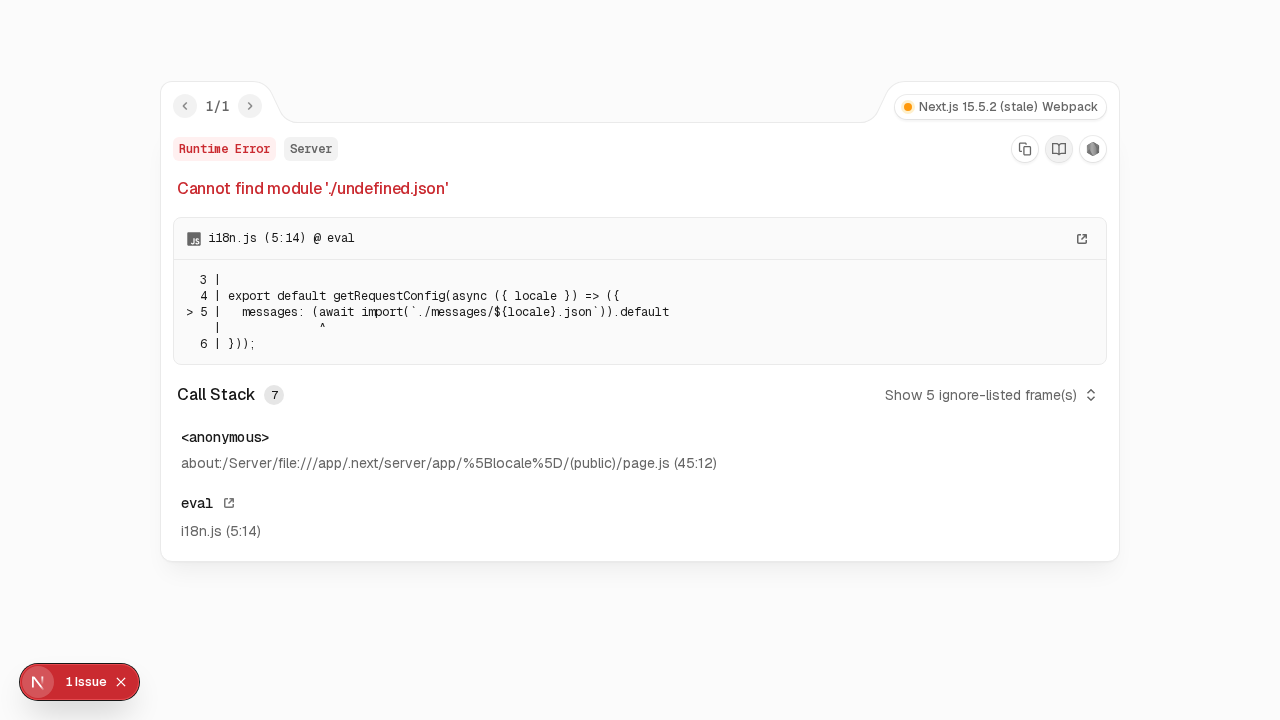 1/1
Next.js 15.5.2 (stale) Webpack
Runtime Error
Server
Cannot find module './undefined.json'
JS i18n.js (5:14) @ eval
3 |
4 | export default getRequestConfig(async ({ locale }) => ({
> 5 |   messages: (await import(`./messages/${locale}.json`)).default
|              ^
6 | }));
Call Stack 7
Show 5 ignore-listed frame(s)
<anonymous>
about:/Server/file:///app/.next/server/app/%5Blocale%5D/(public)/page.js (45:12)
eval
i18n.js (5:14)
N 1 Issue